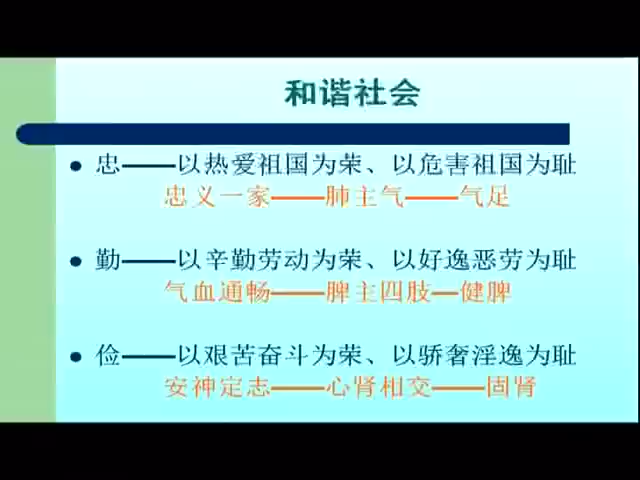 和谐社会
忠——以热爱祖国为荣、以危害祖国为耻
忠义一家——肺主气——气足
勤——以辛勤劳动为荣、以好逸恶劳为耻
气血通畅——脾主四肢—健脾
俭——以艰苦奋斗为荣、以骄奢淫逸为耻
安神定志——心肾相交——固肾